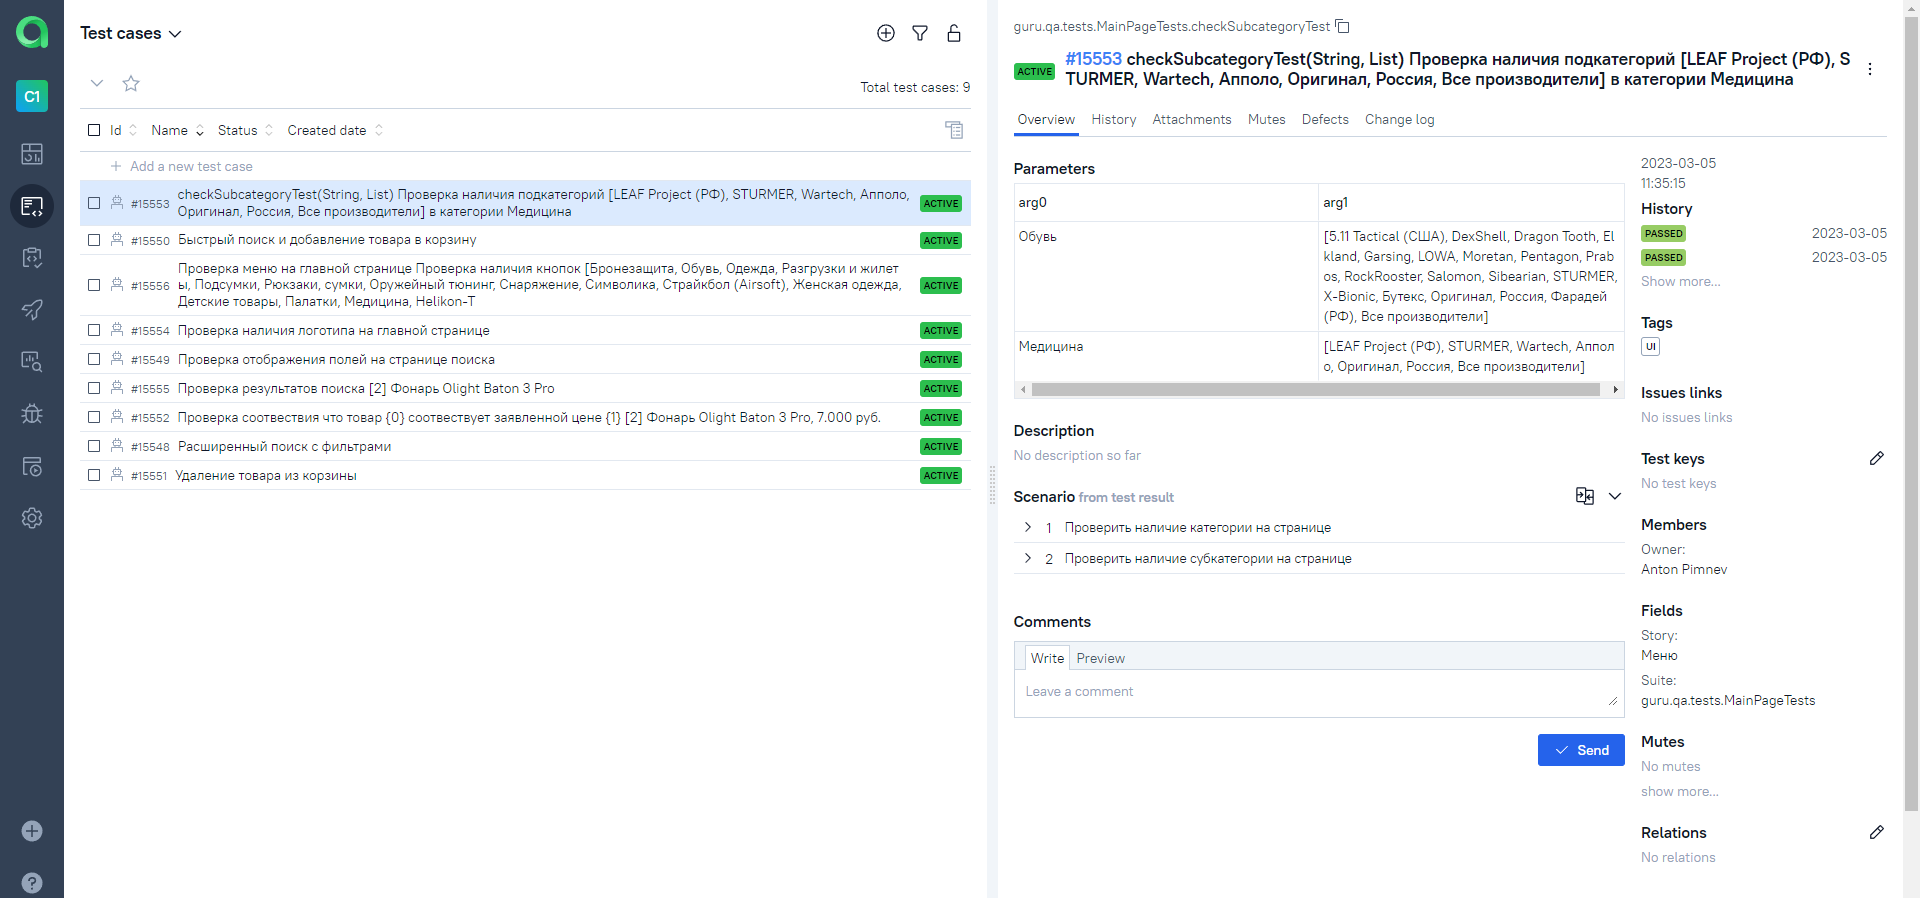 C1
Test cases
Total test cases: 9
Id Name Status Created date
Add a new test case
#15553 checkSubcategoryTest(String, List) Проверка наличия подкатегорий [LEAF Project (РФ), STURMER, Wartech, Апполо,
Оригинал, Россия, Все производители] в категории Медицина ACTIVE
#15550 Быстрый поиск и добавление товара в корзину ACTIVE
Проверка меню на главной странице Проверка наличия кнопок [Бронезащита, Обувь, Одежда, Разгрузки и жилет
#15556 ы, Подсумки, Рюкзаки, сумки, Оружейный тюнинг, Снаряжение, Символика, Страйкбол (Airsoft), Женская одежда, ACTIVE
Детские товары, Палатки, Медицина, Helikon-T
#15554 Проверка наличия логотипа на главной странице ACTIVE
#15549 Проверка отображения полей на странице поиска ACTIVE
#15555 Проверка результатов поиска [2] Фонарь Olight Baton 3 Pro ACTIVE
#15552 Проверка соотвествия что товар {0} соотвествует заявленной цене {1} [2] Фонарь Olight Baton 3 Pro, 7.000 руб. ACTIVE
#15548 Расширенный поиск с фильтрами ACTIVE
#15551 Удаление товара из корзины ACTIVE
guru.qa.tests.MainPageTests.checkSubcategoryTest
ACTIVE #15553 checkSubcategoryTest(String, List) Проверка наличия подкатегорий [LEAF Project (РФ), S
TURMER, Wartech, Апполо, Оригинал, Россия, Все производители] в категории Медицина
Overview History Attachments Mutes Defects Change log
Parameters
arg0 arg1
Обувь [5.11 Tactical (США), DexShell, Dragon Tooth, El
kland, Garsing, LOWA, Moretan, Pentagon, Prab
os, RockRooster, Salomon, Sibearian, STURMER,
X-Bionic, Бутекс, Оригинал, Россия, Фарадей
(РФ), Все производители]
Медицина [LEAF Project (РФ), STURMER, Wartech, Аппол
о, Оригинал, Россия, Все производители]
Description
No description so far
Scenario from test result
1 Проверить наличие категории на странице
2 Проверить наличие субкатегории на странице
Comments
Write Preview
Leave a comment
Send
2023-03-05
11:35:15
History
PASSED 2023-03-05
PASSED 2023-03-05
Show more...
Tags
UI
Issues links
No issues links
Test keys
No test keys
Members
Owner:
Anton Pimnev
Fields
Story:
Меню
Suite:
guru.qa.tests.MainPageTests
Mutes
No mutes
show more...
Relations
No relations